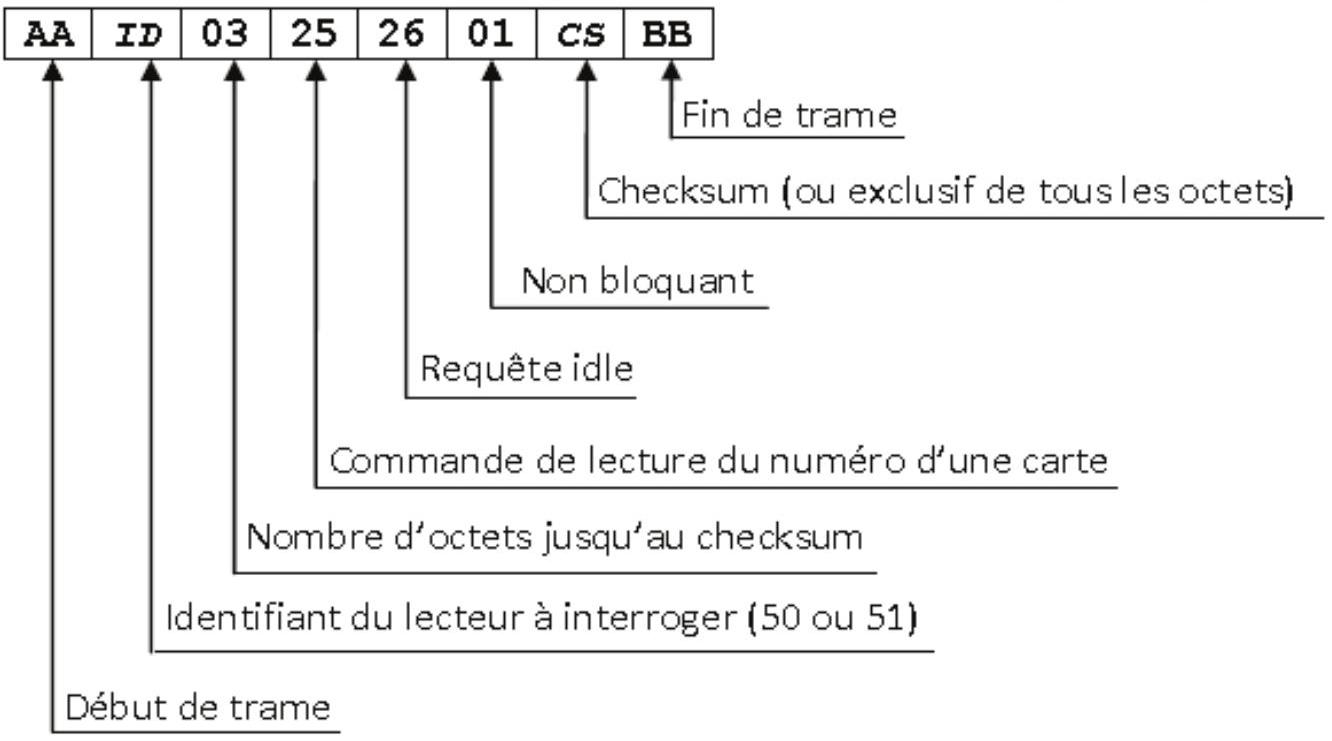 AA ID 03 25 26 01 CS BB
Fin de trame
Checksum (ou exclusif de tous les octets)
Non bloquant
Requête idle
Commande de lecture du numéro d’une carte
Nombre d’octets jusqu’au checksum
Identifiant du lecteur à interroger (50 ou 51)
Début de trame